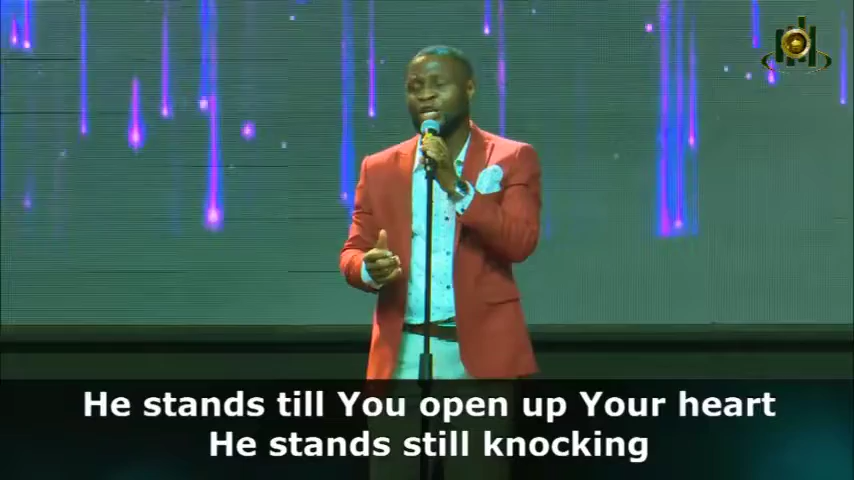 He stands till You open up Your heart
He stands still knocking